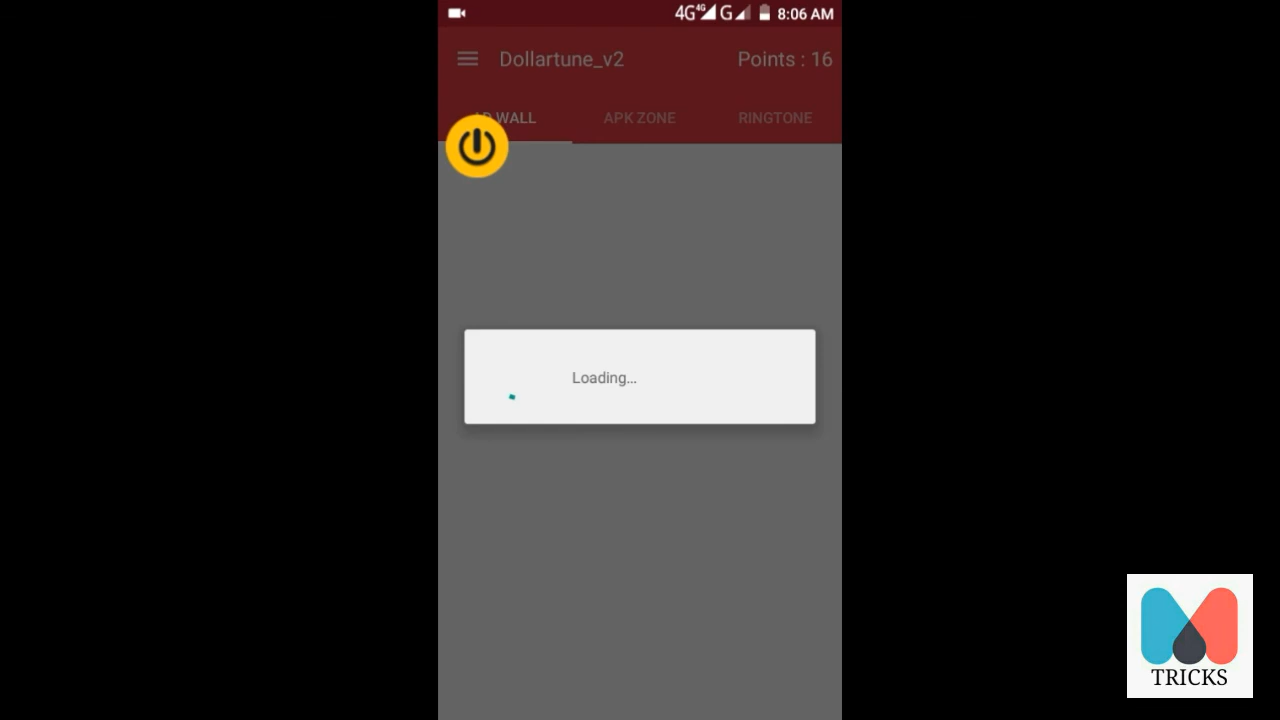 4G 4G G 8:06 AM
Dollartune_v2 Points : 16
D WALL APK ZONE RINGTONE
Loading...
TRICKS